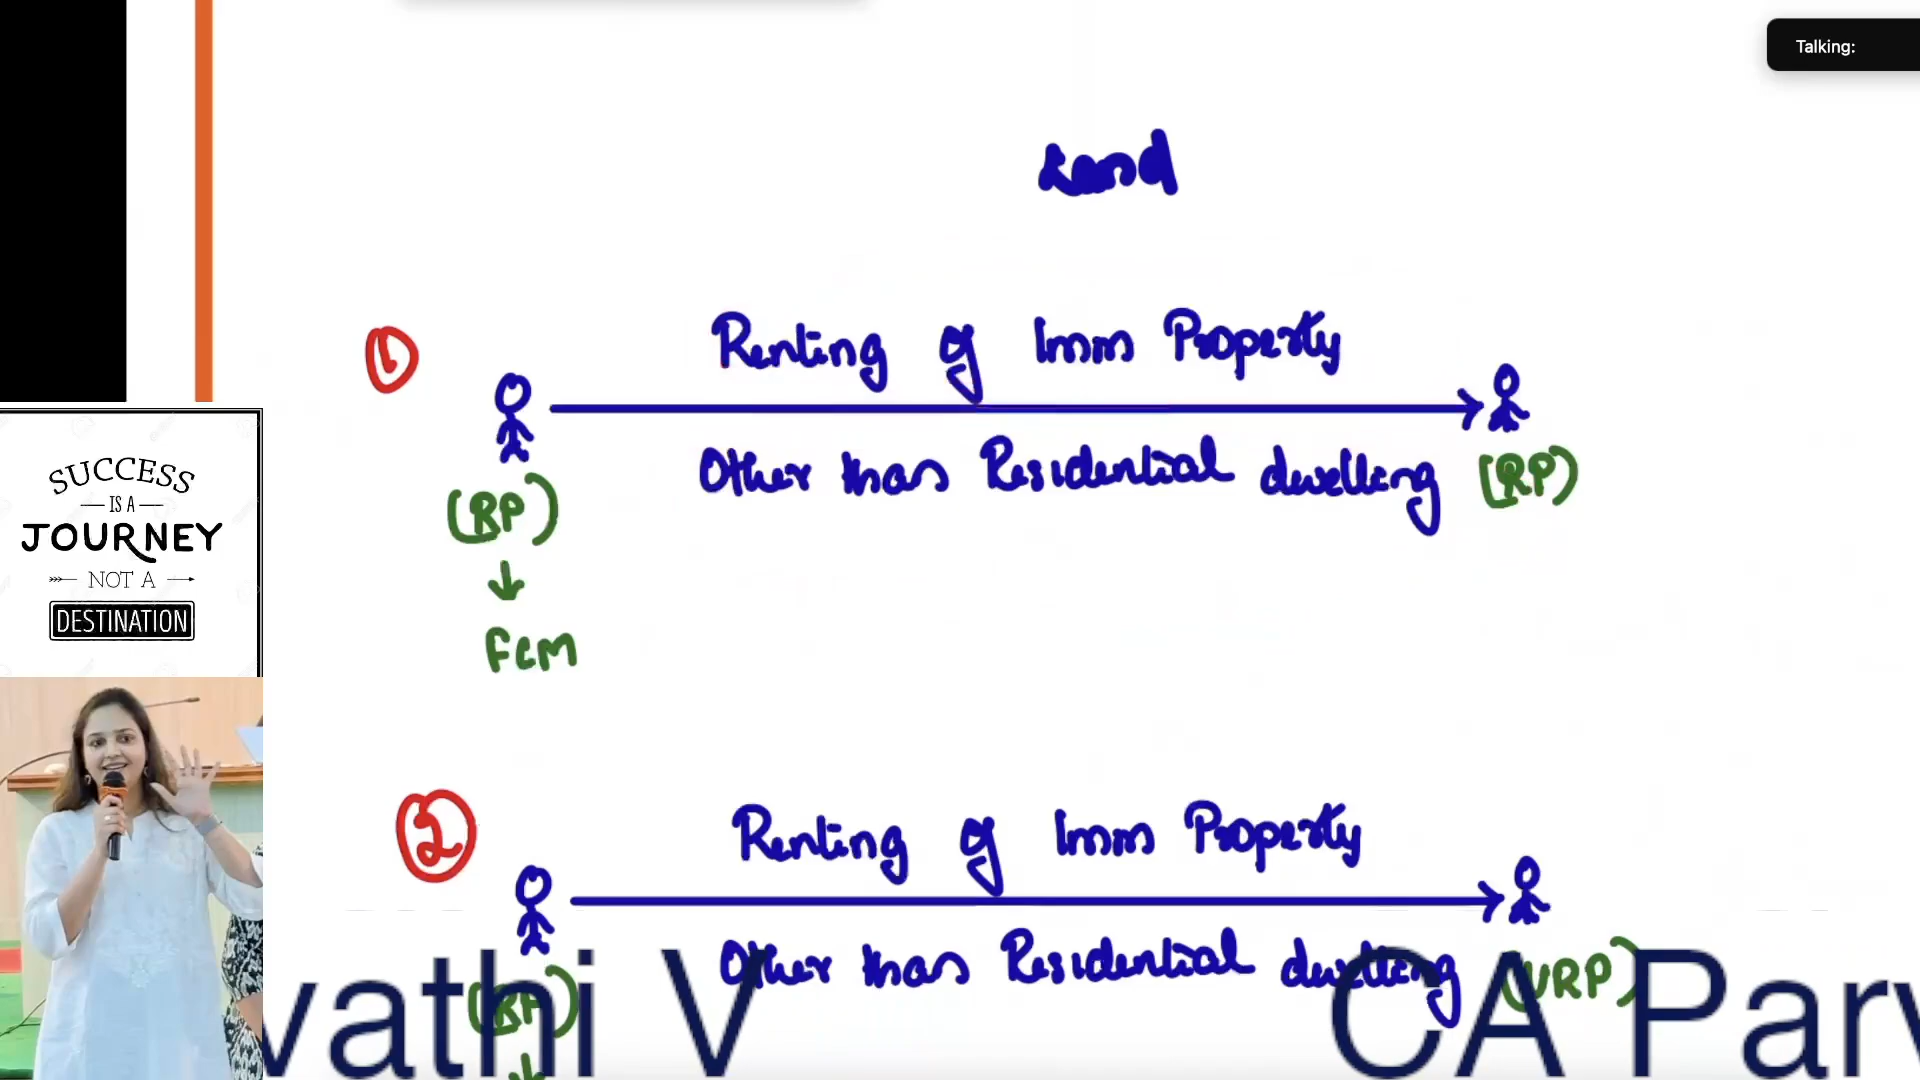 Talking:
Land
1
Renting of Imm Property
Other than Residential dwelling
(RP)
(RP)
↓
FCM
SUCCESS
IS A
JOURNEY
NOT A
DESTINATION
2
Renting of Imm Property
Other than Residential dwelling
(RP)
(URP)
vathi V
CA Parv